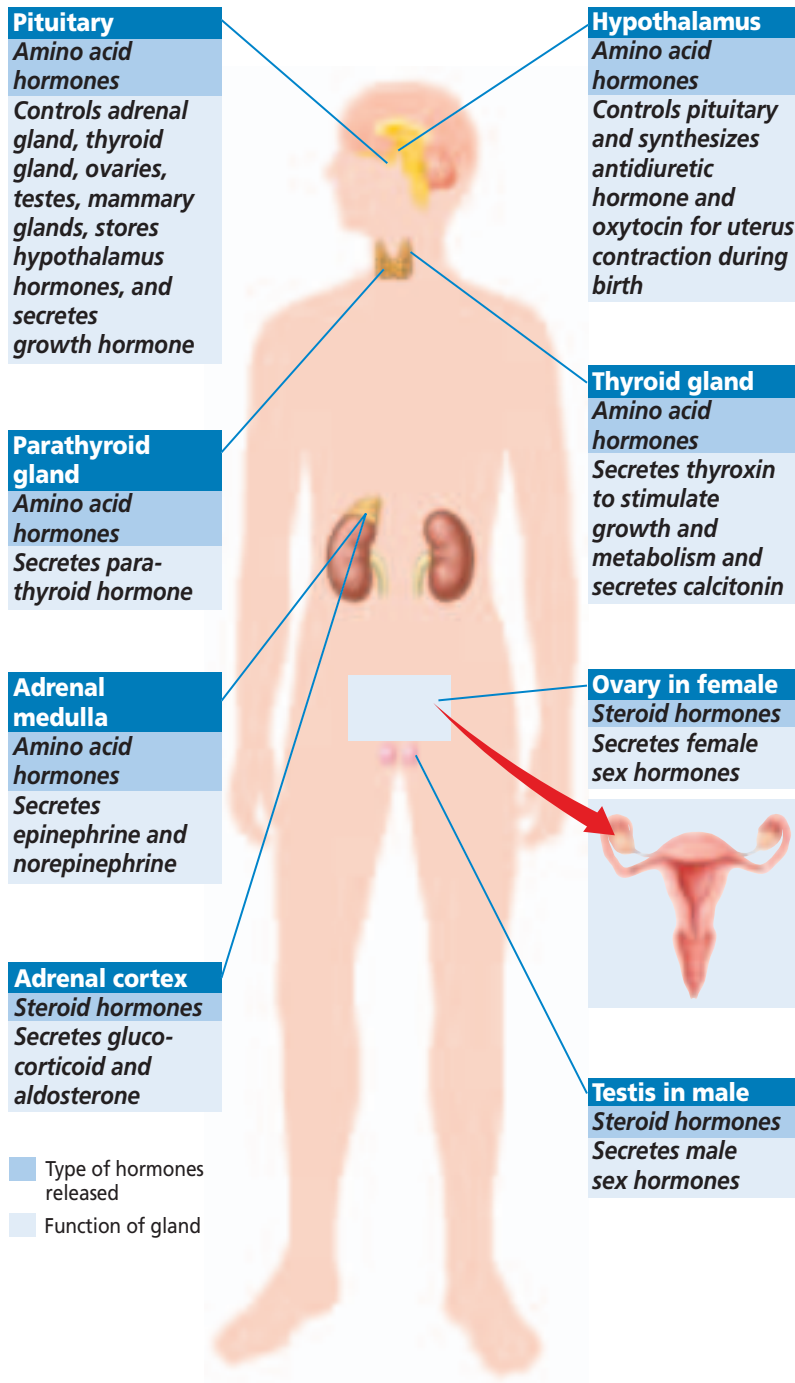 Pituitary
Amino acid
hormones
Controls adrenal
gland, thyroid
gland, ovaries,
testes, mammary
glands, stores
hypothalamus
hormones, and
secretes
growth hormone
Parathyroid
gland
Amino acid
hormones
Secretes para-
thyroid hormone
Adrenal
medulla
Amino acid
hormones
Secretes
epinephrine and
norepinephrine
Adrenal cortex
Steroid hormones
Secretes gluco-
corticoid and
aldosterone
Type of hormones
released
Function of gland
Hypothalamus
Amino acid
hormones
Controls pituitary
and synthesizes
antidiuretic
hormone and
oxytocin for uterus
contraction during
birth
Thyroid gland
Amino acid
hormones
Secretes thyroxin
to stimulate
growth and
metabolism and
secretes calcitonin
Ovary in female
Steroid hormones
Secretes female
sex hormones
Testis in male
Steroid hormones
Secretes male
sex hormones